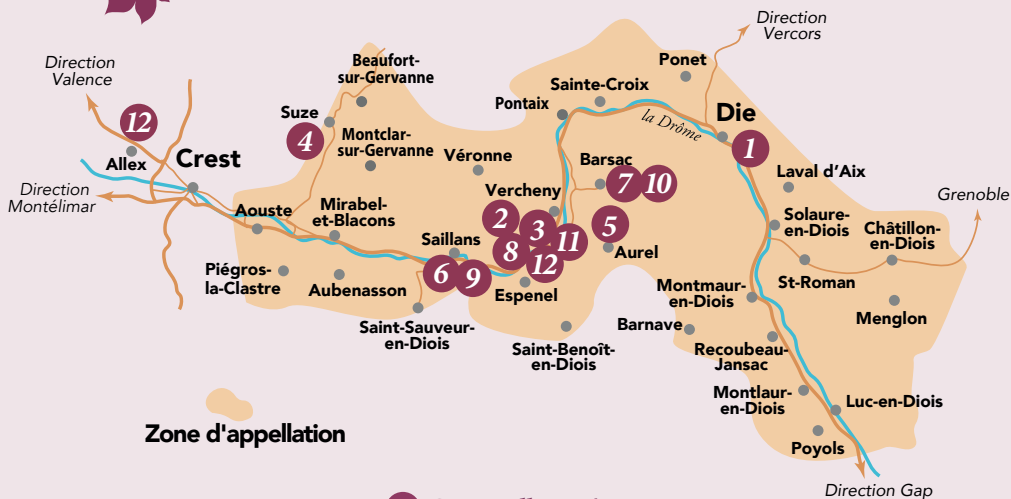 Direction
Vercors
Ponet
Beaufort-
sur-Gervanne
Direction
Valence
Sainte-Croix
Pontaix
Die
la Drôme
Suze
12
4
Montclar-
sur-Gervanne
1
Allex
Crest
Véronne
Barsac
7
10
Laval d'Aix
Direction
Montélimar
Vercheny
Grenoble
Aouste
Mirabel-
et-Blacons
2
3
5
Solaure-
en-Diois
Châtillon-
en-Diois
Saillans
8
11
Aurel
6
9
12
Piégros-
la-Clastre
Aubenasson
Espenel
St-Roman
Montmaur-
en-Diois
Menglon
Saint-Sauveur-
en-Diois
Barnave
Saint-Benoît-
en-Diois
Recoubeau-
Jansac
Montlaur-
en-Diois
Luc-en-Diois
Zone d'appellation
Poyols
Direction Gap